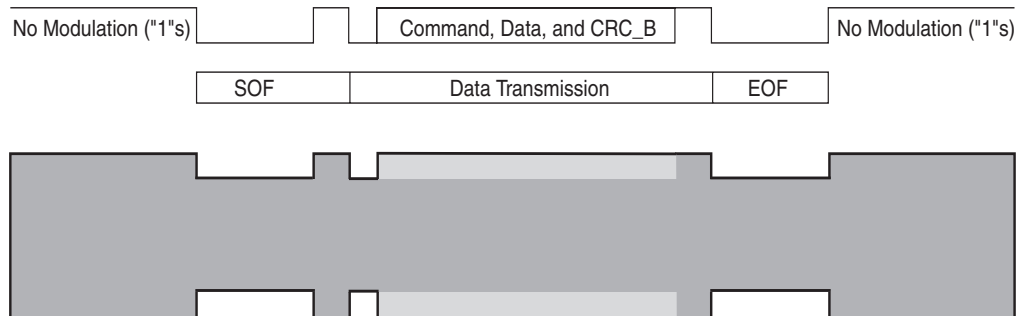 No Modulation ("1"s) Command, Data, and CRC_B No Modulation ("1"s)
SOF Data Transmission EOF